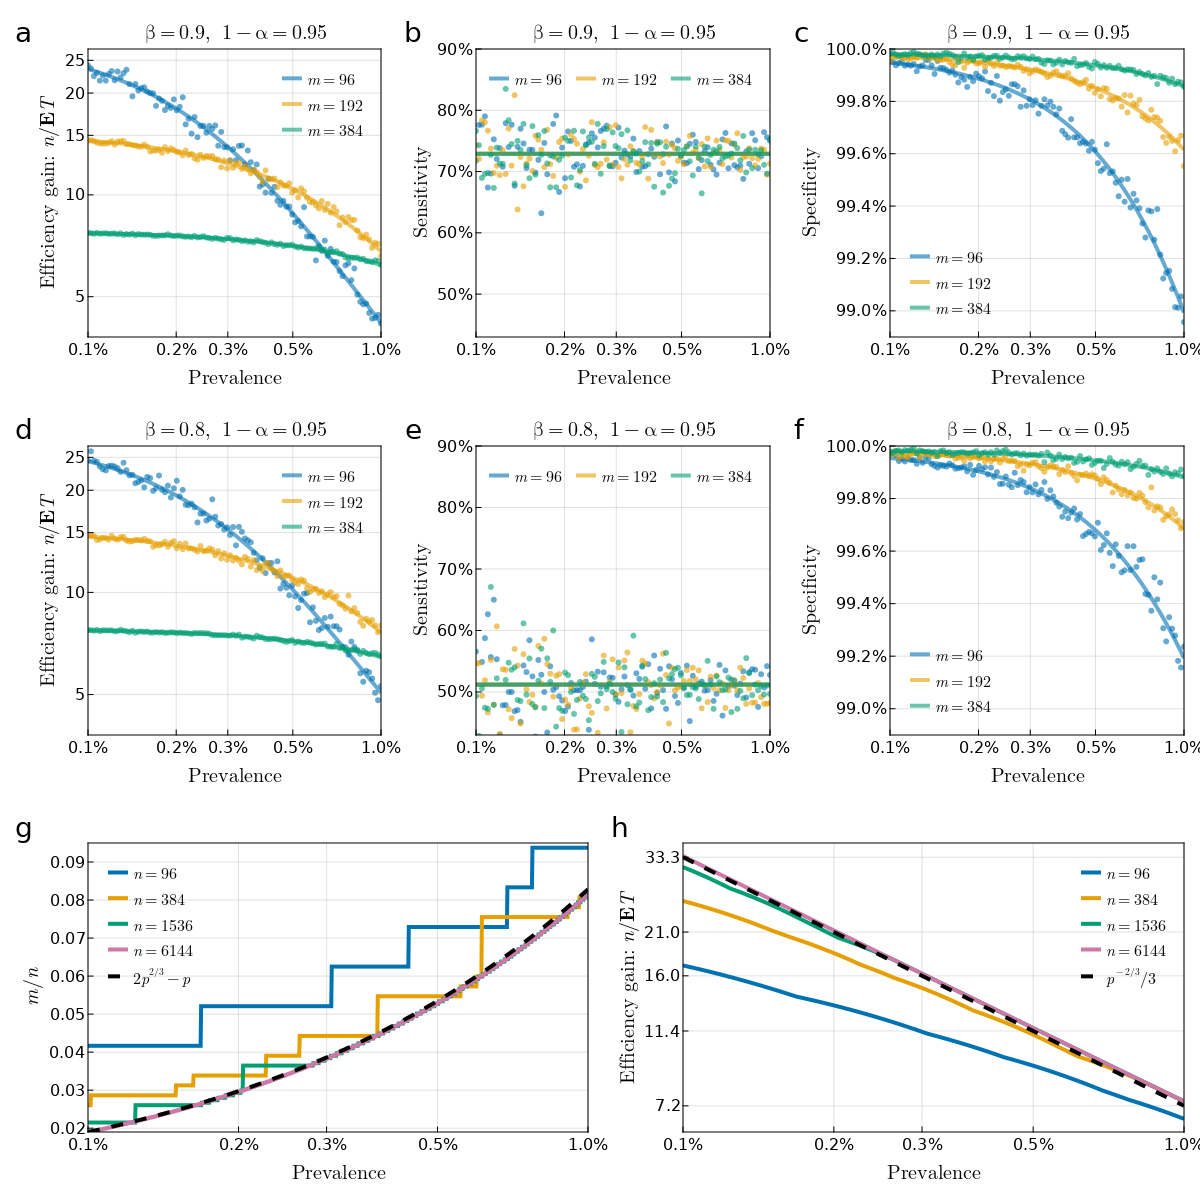 a
β = 0.9, 1 − α = 0.95
25
20
15
10
5
Efficiency gain: n/ET
m = 96
m = 192
m = 384
0.1% 0.2% 0.3% 0.5% 1.0%
Prevalence
b
β = 0.9, 1 − α = 0.95
90%
80%
70%
60%
50%
Sensitivity
m = 96 m = 192 m = 384
0.1% 0.2% 0.3% 0.5% 1.0%
Prevalence
c
β = 0.9, 1 − α = 0.95
100.0%
99.8%
99.6%
99.4%
99.2%
99.0%
Specificity
m = 96
m = 192
m = 384
0.1% 0.2% 0.3% 0.5% 1.0%
Prevalence
d
β = 0.8, 1 − α = 0.95
25
20
15
10
5
Efficiency gain: n/ET
m = 96
m = 192
m = 384
0.1% 0.2% 0.3% 0.5% 1.0%
Prevalence
e
β = 0.8, 1 − α = 0.95
90%
80%
70%
60%
50%
Sensitivity
m = 96 m = 192 m = 384
0.1% 0.2% 0.3% 0.5% 1.0%
Prevalence
f
β = 0.8, 1 − α = 0.95
100.0%
99.8%
99.6%
99.4%
99.2%
99.0%
Specificity
m = 96
m = 192
m = 384
0.1% 0.2% 0.3% 0.5% 1.0%
Prevalence
g
0.09
0.08
0.07
0.06
0.05
0.04
0.03
0.02
m/n
n = 96
n = 384
n = 1536
n = 6144
2p^{2/3} − p
0.1% 0.2% 0.3% 0.5% 1.0%
Prevalence
h
33.3
21.0
16.0
11.4
7.2
Efficiency gain: n/ET
n = 96
n = 384
n = 1536
n = 6144
p^{−2/3}/3
0.1% 0.2% 0.3% 0.5% 1.0%
Prevalence